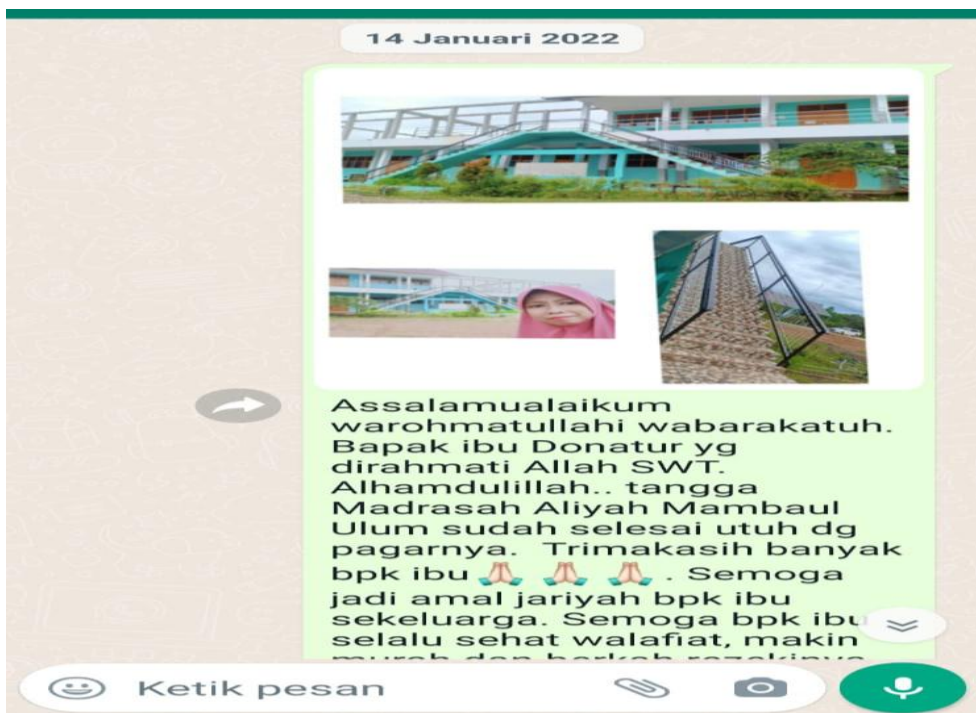 14 Januari 2022
Assalamualaikum
warohmatullahi wabarakatuh.
Bapak ibu Donatur yg
dirahmati Allah SWT.
Alhamdulillah.. tangga
Madrasah Aliyah Mambaul
Ulum sudah selesai utuh dg
pagarnya. Trimakasih banyak
bpk ibu 🙏🏻 🙏🏻 🙏🏻 . Semoga
jadi amal jariyah bpk ibu
sekeluarga. Semoga bpk ibu
selalu sehat walafiat, makin
Ketik pesan